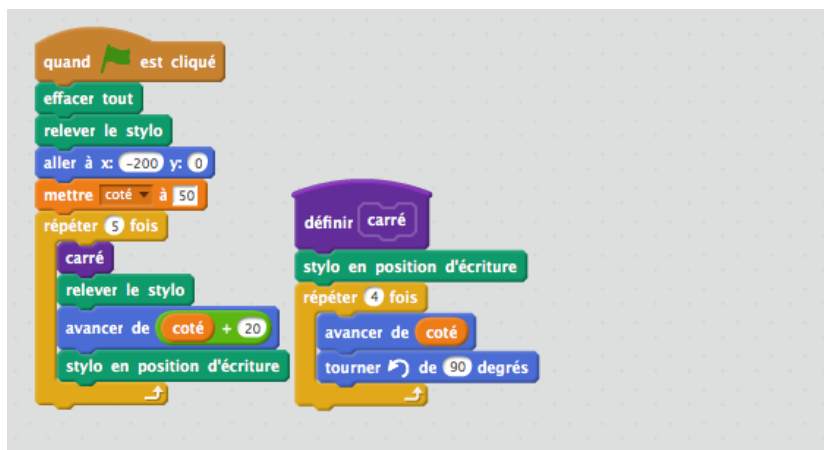 quand est cliqué
effacer tout
relever le stylo
aller à x: -200 y: 0
mettre coté à 50
répéter 5 fois
carré
relever le stylo
avancer de coté + 20
stylo en position d'écriture
définir carré
stylo en position d'écriture
répéter 4 fois
avancer de coté
tourner de 90 degrés